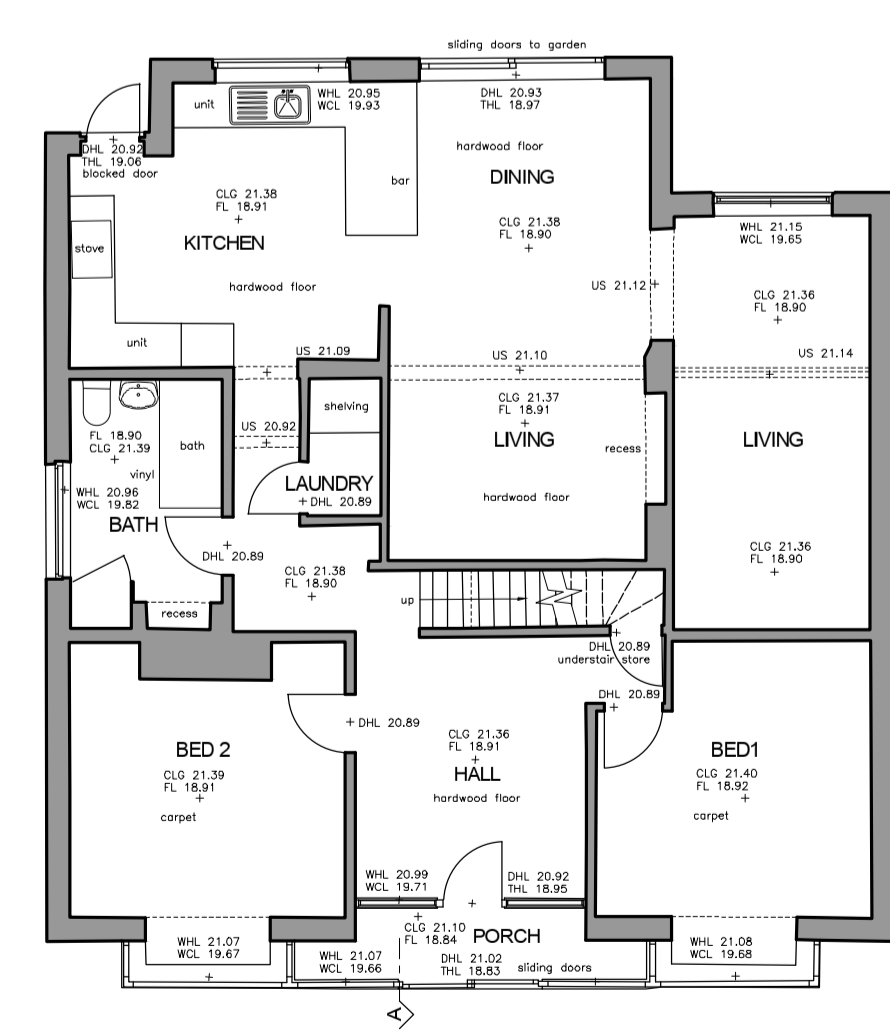 sliding doors to garden
unit
WHL 20.95
WCL 19.93
DHL 20.93
THL 18.97
DHL 20.92
THL 19.06
blocked door
hardwood floor
bar
DINING
CLG 21.38
FL 18.91
KITCHEN
stove
CLG 21.38
FL 18.90
WHL 21.15
WCL 19.65
hardwood floor
US 21.12
CLG 21.36
FL 18.90
unit
US 21.09
US 21.10
US 21.14
shelving
CLG 21.37
FL 18.91
US 20.92
FL 18.90
CLG 21.39
bath
LIVING
LIVING
recess
vinyl
LAUNDRY
DHL 20.89
hardwood floor
WHL 20.96
WCL 19.82
BATH
DHL 20.89
CLG 21.38
FL 18.90
CLG 21.36
FL 18.90
up
recess
DHL 20.89
understair store
DHL 20.89
DHL 20.89
BED 2
CLG 21.39
FL 18.91
carpet
CLG 21.36
FL 18.91
HALL
hardwood floor
BED1
CLG 21.40
FL 18.92
carpet
WHL 20.99
WCL 19.71
DHL 20.92
THL 18.95
CLG 21.10
FL 18.84
PORCH
WHL 21.07
WCL 19.67
WHL 21.07
WCL 19.66
DHL 21.02
THL 18.83
sliding doors
WHL 21.08
WCL 19.68
A